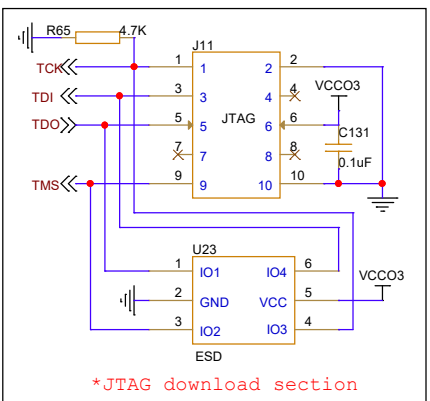 R65 4.7K
J11
TCK 1 1 2 2
VCCO3
TDI 3 3 4 4
TDO 5 5 JTAG 6 6
C131
7 7 8 8
0.1uF
TMS 9 9 10 10
U23
1 IO1 IO4 6
VCCO3
2 GND VCC 5
3 IO2 IO3 4
ESD
*JTAG download section